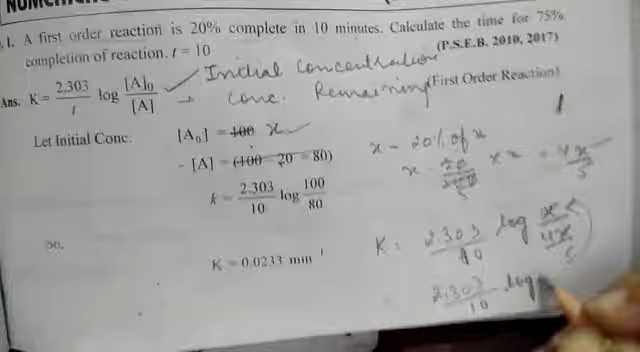 1. A first order reaction is 20% complete in 10 minutes. Calculate the time for 75%
completion of reaction. t = 10
(P.S.E.B. 2010, 2017)
Ans. K = 2.303 / t log [A]₀ / [A]
Initial Concentration
→ Conc. Remaining
(First Order Reaction)
Let Initial Conc. [A₀] = 100 x
- [A] = (100 - 20 = 80)
k = 2.303 / 10 log 100 / 80
So,
K = 0.0233 min⁻¹
x - 20% of x
= 4x / 5
K = 2.303 / 10 log x / 4x / 5
2.303 / 10 log